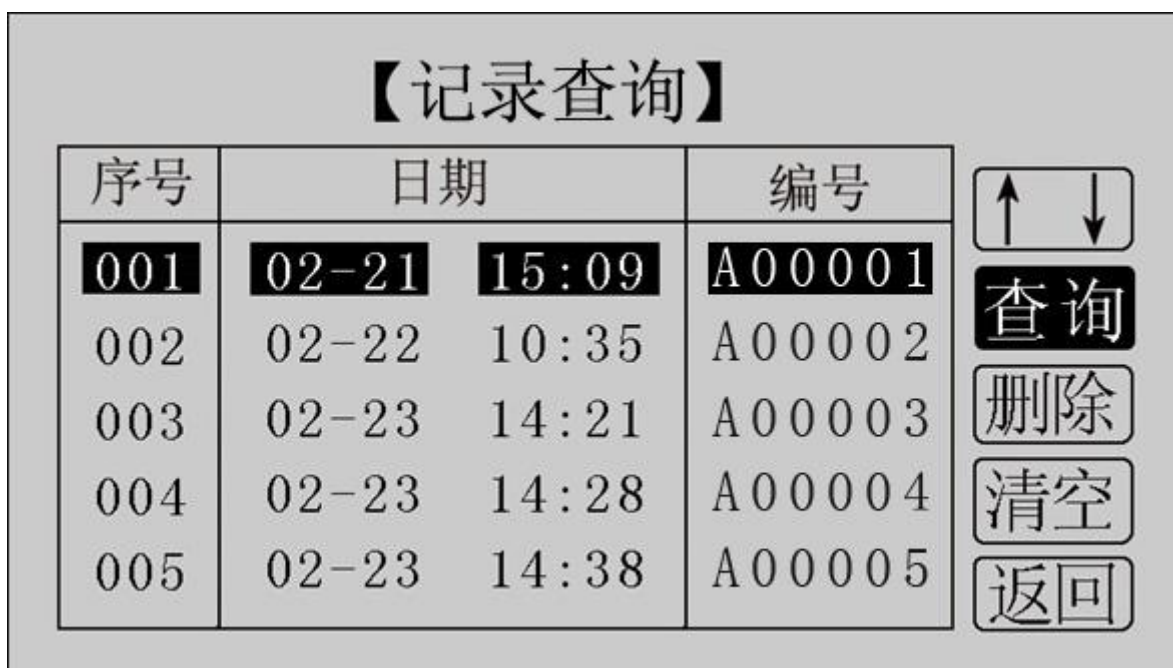 【记录查询】
序号 日期 编号
↑ ↓
001 02-21 15:09 A00001
查询
002 02-22 10:35 A00002
003 02-23 14:21 A00003
删除
004 02-23 14:28 A00004
清空
005 02-23 14:38 A00005
返回